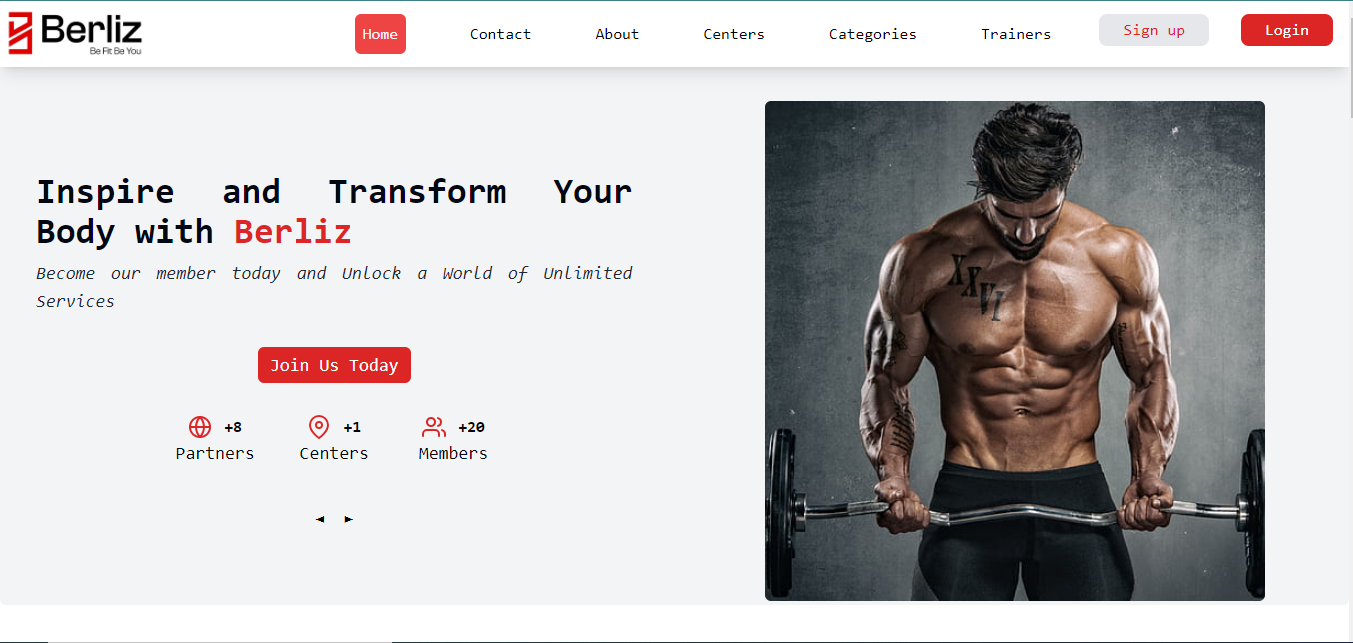 Berliz
Be Fit Be You
Home
Contact
About
Centers
Categories
Trainers
Sign up
Login
Inspire and Transform Your
Body with Berliz
Become our member today and Unlock a World of Unlimited
Services
Join Us Today
+8
Partners
+1
Centers
+20
Members
XXVI